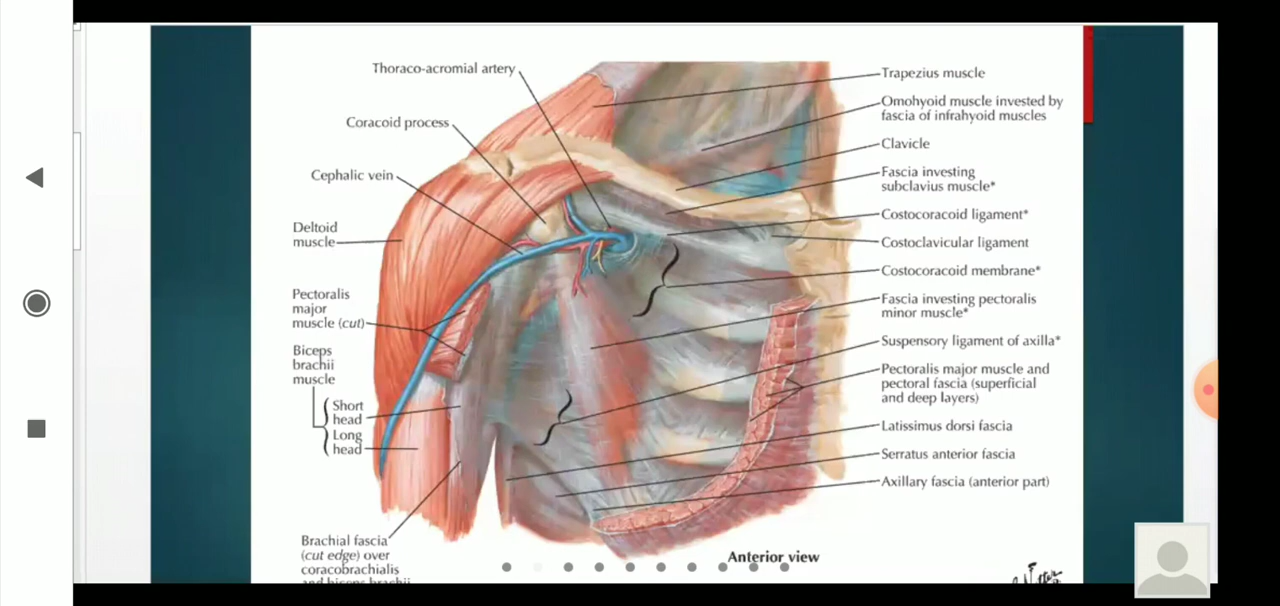 Thoraco-acromial artery
Coracoid process
Cephalic vein
Deltoid
muscle
Pectoralis
major
muscle (cut)
Biceps
brachii
muscle
Short
head
Long
head
Brachial fascia
(cut edge) over
coracobrachialis
and biceps brachii
Trapezius muscle
Omohyoid muscle invested by
fascia of infrahyoid muscles
Clavicle
Fascia investing
subclavius muscle*
Costocoracoid ligament*
Costoclavicular ligament
Costocoracoid membrane*
Fascia investing pectoralis
minor muscle*
Suspensory ligament of axilla*
Pectoralis major muscle and
pectoral fascia (superficial
and deep layers)
Latissimus dorsi fascia
Serratus anterior fascia
Axillary fascia (anterior part)
Anterior view